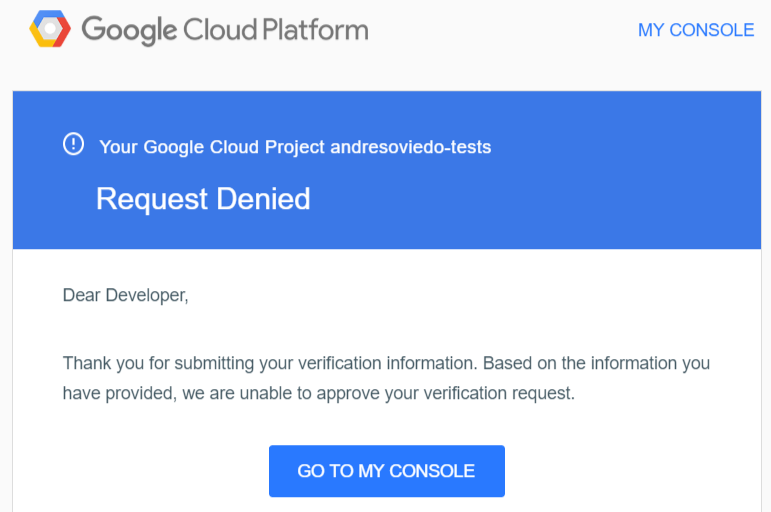 Google Cloud Platform
MY CONSOLE
Your Google Cloud Project andresoviedo-tests
Request Denied
Dear Developer,
Thank you for submitting your verification information. Based on the information you
have provided, we are unable to approve your verification request.
GO TO MY CONSOLE